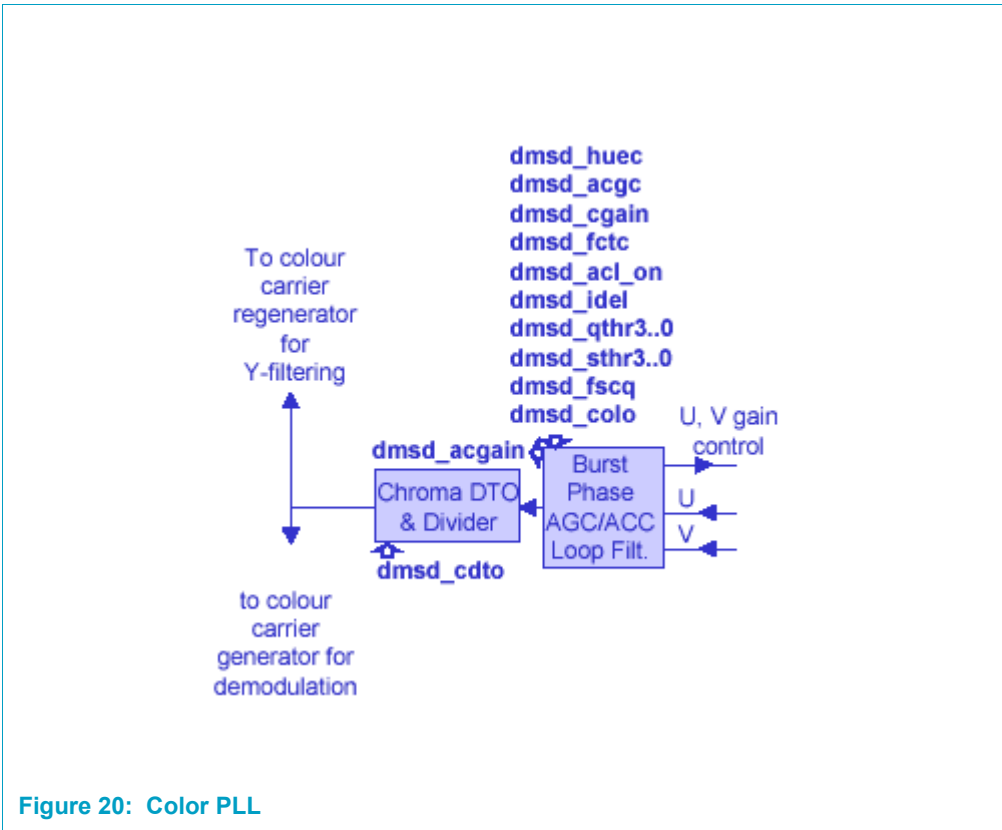 dmsd_huec
dmsd_acgc
dmsd_cgain
dmsd_fctc
dmsd_acl_on
dmsd_idel
dmsd_qthr3..0
dmsd_sthr3..0
dmsd_fscq
dmsd_colo
To colour
carrier
regenerator
for
Y-filtering
U, V gain
control
dmsd_acgain
Burst
Phase
AGC/ACC
Loop Filt.
Chroma DTO
& Divider
U
V
dmsd_cdto
to colour
carrier
generator for
demodulation
Figure 20: Color PLL